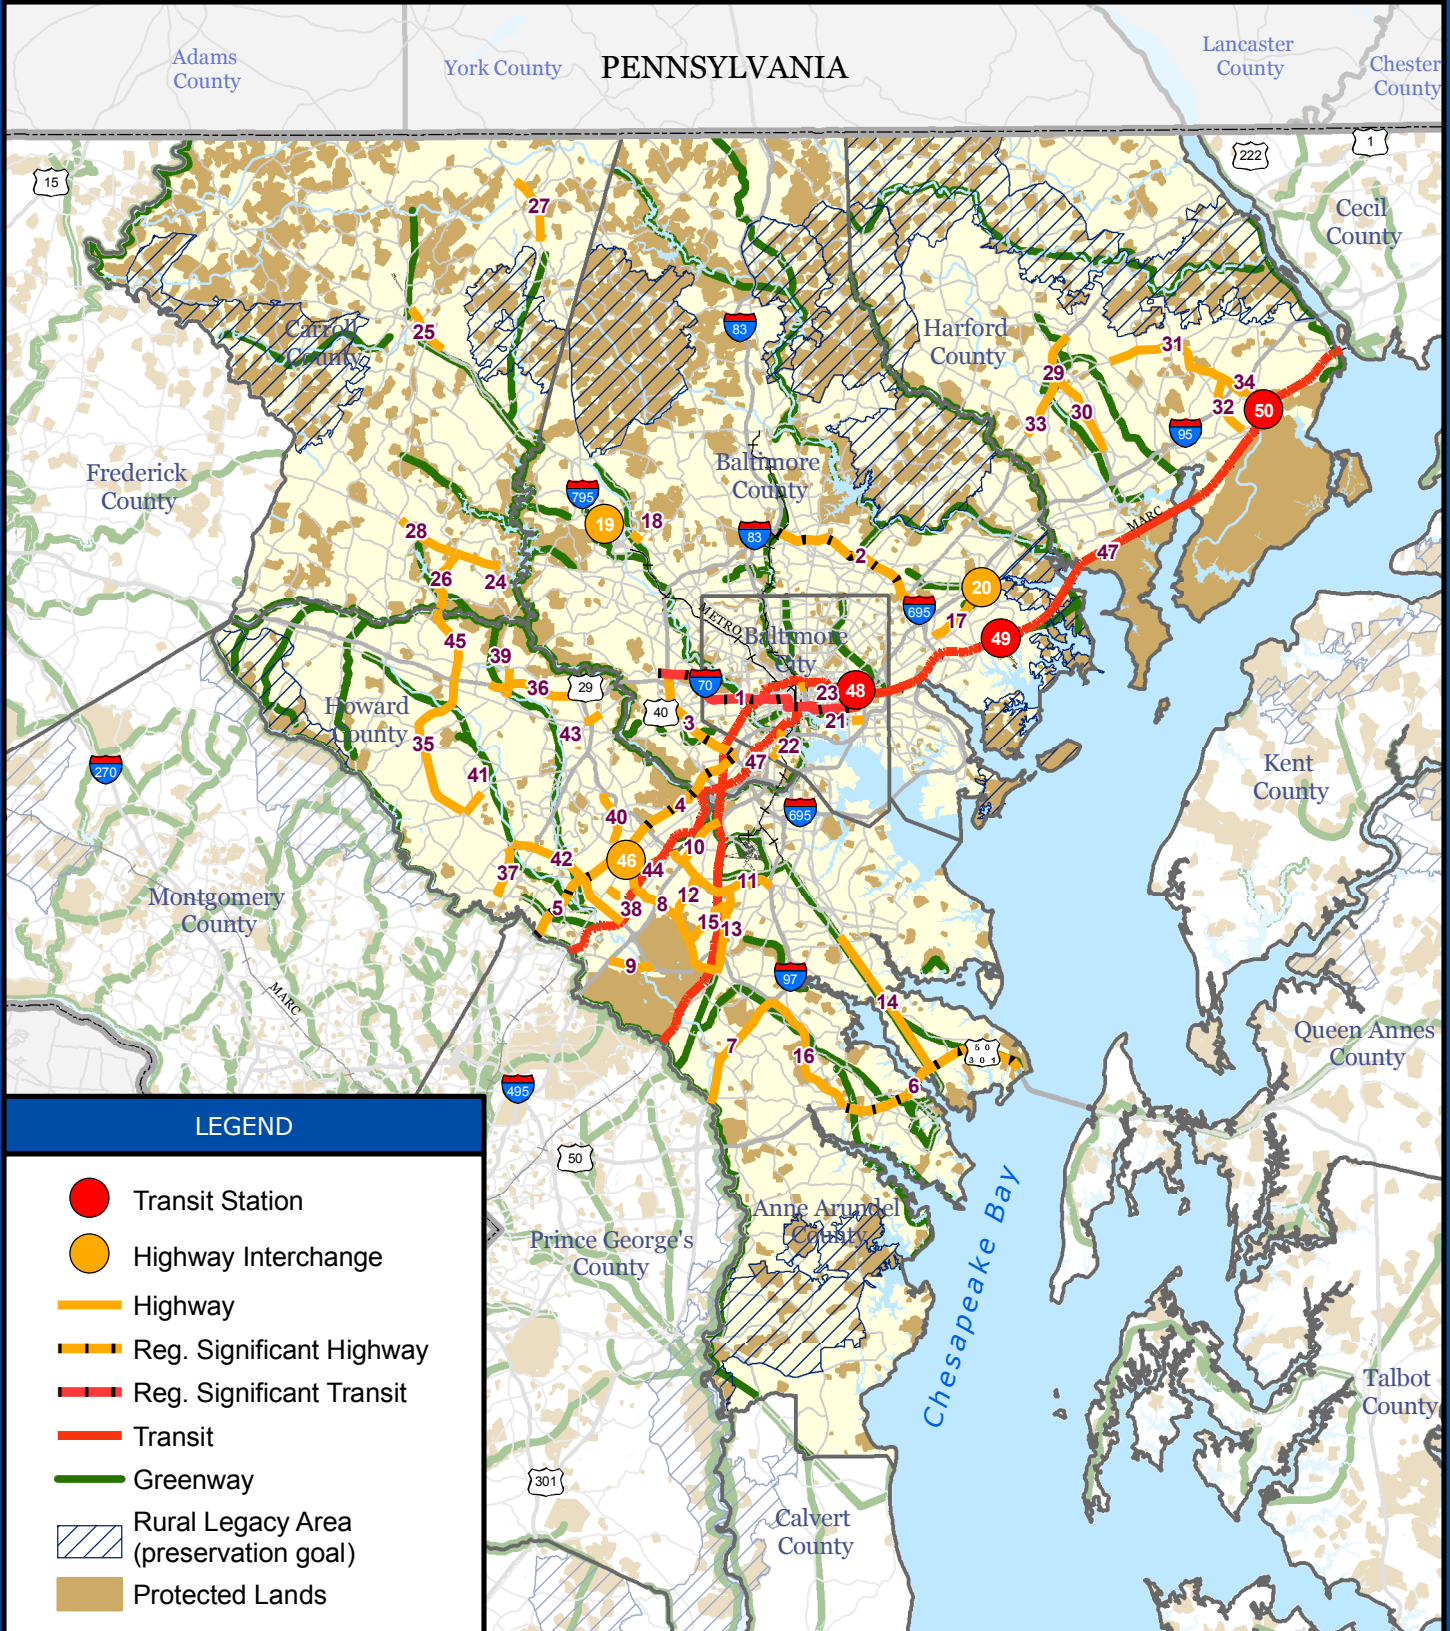 Adams
County
York County
PENNSYLVANIA
Lancaster
County
Chester
County
15
222
1
Cecil
County
27
Carroll
County
25
83
Harford
County
31
29
34
50
32
30
33
95
Frederick
County
Baltimore
County
795
19
18
83
2
MARC
47
28
26
24
20
695
17
49
METRO
Baltimore
City
45
39
36
29
70
1
23
48
40
3
21
22
47
Howard
County
43
35
41
270
Kent
County
4
695
40
10
46
44
42
37
11
12
8
38
5
15
13
9
Montgomery
County
97
14
MARC
7
16
50
301
6
Queen Annes
County
495
50
LEGEND
Transit Station
Highway Interchange
Highway
Reg. Significant Highway
Reg. Significant Transit
Transit
Greenway
Rural Legacy Area
(preservation goal)
Protected Lands
Anne Arundel
County
Prince George's
County
Chesapeake Bay
Talbot
County
301
Calvert
County